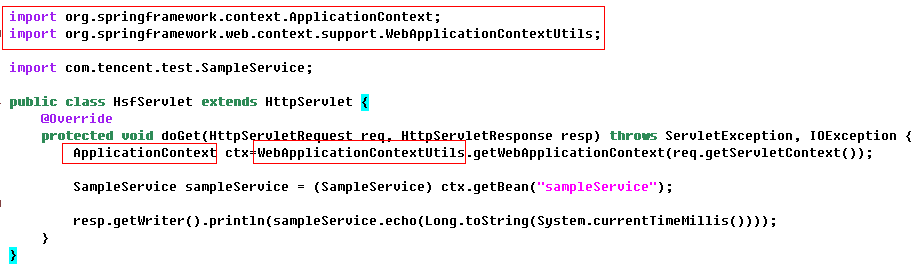 import org.springframework.context.ApplicationContext;
import org.springframework.web.context.support.WebApplicationContextUtils;
import com.tencent.test.SampleService;
public class HsfServlet extends HttpServlet {
@Override
protected void doGet(HttpServletRequest req, HttpServletResponse resp) throws ServletException, IOException {
ApplicationContext ctx=WebApplicationContextUtils.getWebApplicationContext(req.getServletContext());
SampleService sampleService = (SampleService) ctx.getBean("sampleService");
resp.getWriter().println(sampleService.echo(Long.toString(System.currentTimeMillis())));
}
}